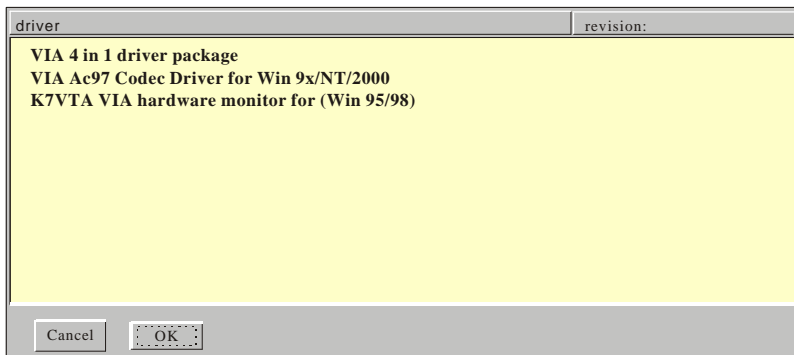 driver revision:
VIA 4 in 1 driver package
VIA Ac97 Codec Driver for Win 9x/NT/2000
K7VTA VIA hardware monitor for (Win 95/98)
Cancel OK